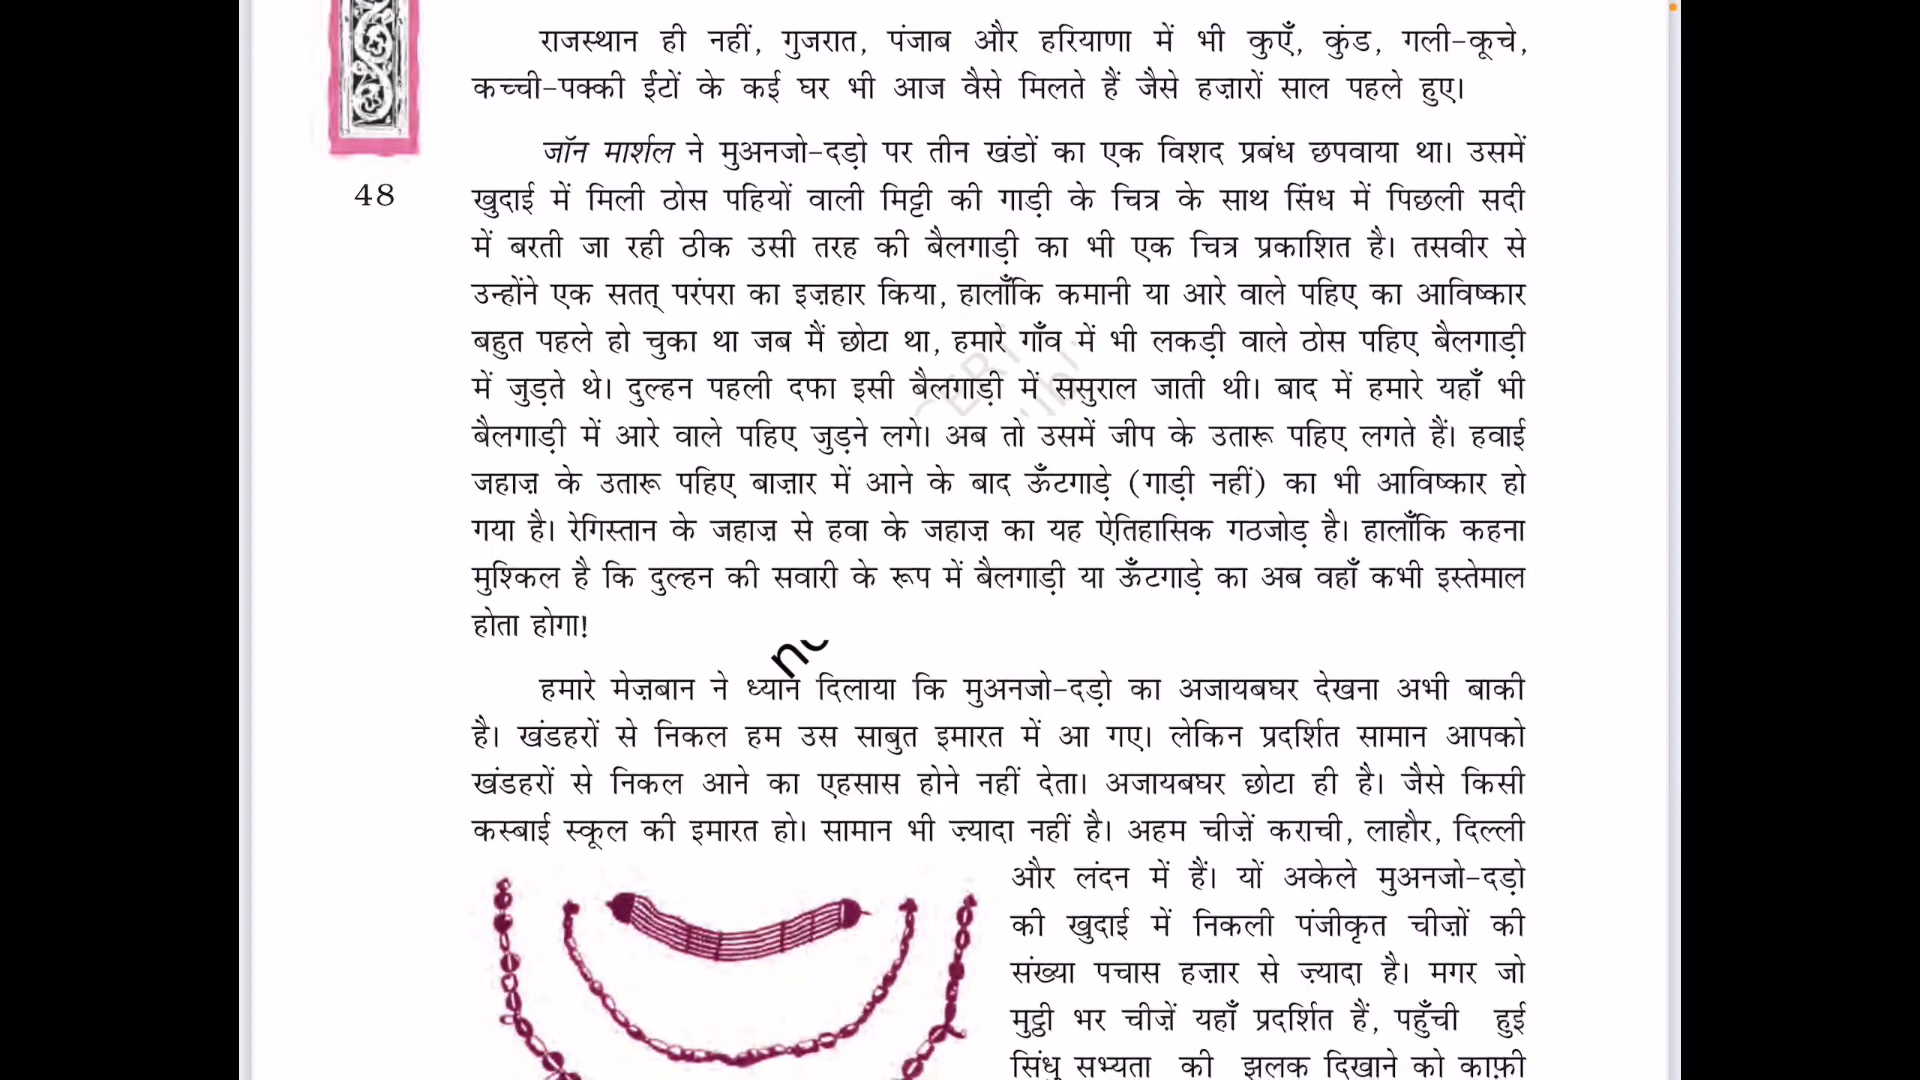 राजस्थान ही नहीं, गुजरात, पंजाब और हरियाणा में भी कुएँ, कुंड, गली-कूचे,
कच्ची-पक्की ईंटों के कई घर भी आज वैसे मिलते हैं जैसे हज़ारों साल पहले हुए।
जॉन मार्शल ने मुअनजो-दड़ो पर तीन खंडों का एक विशद प्रबंध छपवाया था। उसमें
48
खुदाई में मिली ठोस पहियों वाली मिट्टी की गाड़ी के चित्र के साथ सिंध में पिछली सदी
में बरती जा रही ठीक उसी तरह की बैलगाड़ी का भी एक चित्र प्रकाशित है। तसवीर से
उन्होंने एक सतत् परंपरा का इज़हार किया, हालाँकि कमानी या आरे वाले पहिए का आविष्कार
बहुत पहले हो चुका था जब मैं छोटा था, हमारे गाँव में भी लकड़ी वाले ठोस पहिए बैलगाड़ी
में जुड़ते थे। दुल्हन पहली दफा इसी बैलगाड़ी में ससुराल जाती थी। बाद में हमारे यहाँ भी
बैलगाड़ी में आरे वाले पहिए जुड़ने लगे। अब तो उसमें जीप के उतारू पहिए लगते हैं। हवाई
जहाज़ के उतारू पहिए बाज़ार में आने के बाद ऊँटगाड़े (गाड़ी नहीं) का भी आविष्कार हो
गया है। रेगिस्तान के जहाज़ से हवा के जहाज़ का यह ऐतिहासिक गठजोड़ है। हालाँकि कहना
मुश्किल है कि दुल्हन की सवारी के रूप में बैलगाड़ी या ऊँटगाड़े का अब वहाँ कभी इस्तेमाल
होता होगा!
हमारे मेज़बान ने ध्यान दिलाया कि मुअनजो-दड़ो का अजायबघर देखना अभी बाकी
है। खंडहरों से निकल हम उस साबुत इमारत में आ गए। लेकिन प्रदर्शित सामान आपको
खंडहरों से निकल आने का एहसास होने नहीं देता। अजायबघर छोटा ही है। जैसे किसी
कस्बाई स्कूल की इमारत हो। सामान भी ज़्यादा नहीं है। अहम चीज़ें कराची, लाहौर, दिल्ली
और लंदन में हैं। यों अकेले मुअनजो-दड़ो
की खुदाई में निकली पंजीकृत चीज़ों की
संख्या पचास हज़ार से ज़्यादा है। मगर जो
मुट्ठी भर चीज़ें यहाँ प्रदर्शित हैं, पहुँची हुई
सिंधु सभ्यता की झलक दिखाने को काफ़ी